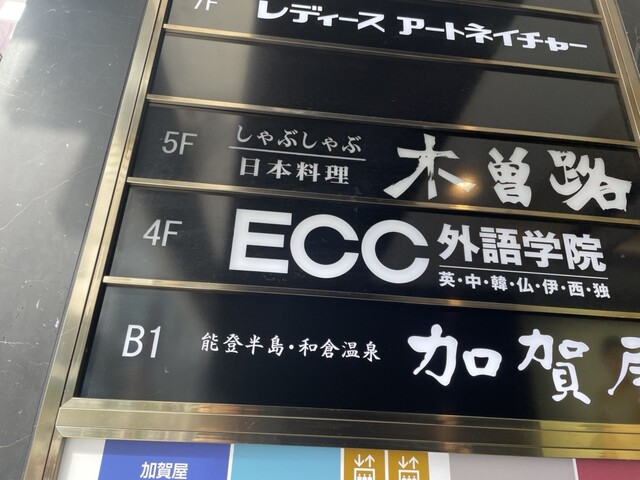 7F レディース アートネイチャー
5F しゃぶしゃぶ
日本料理 木曽路
4F ECC 外語学院
英・中・韓・仏・伊・西・独
B1 能登半島・和倉温泉 加賀屋
加賀屋